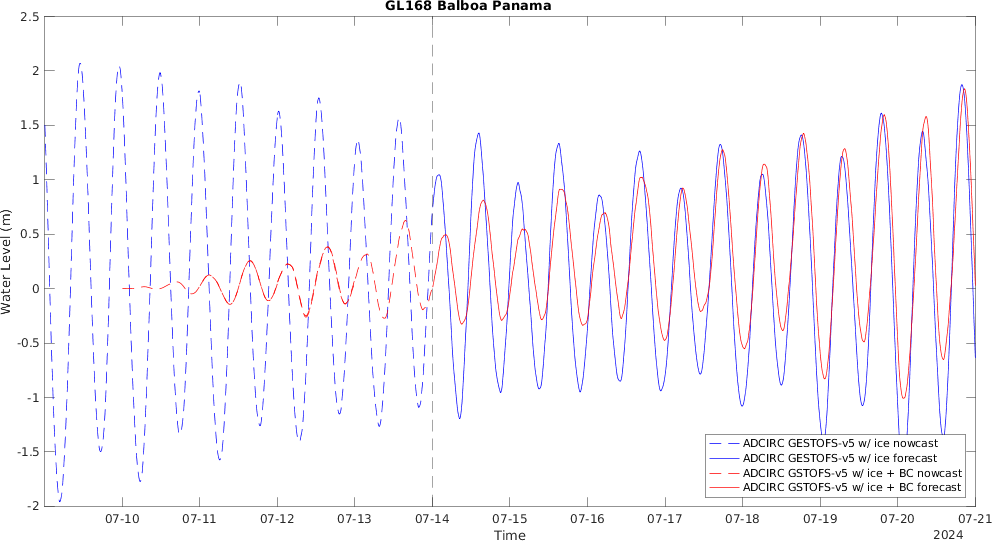 GL168 Balboa Panama
2.5
2
1.5
1
0.5
0
-0.5
-1
-1.5
-2
Water Level (m)
ADCIRC GESTOFS-v5 w/ ice nowcast
ADCIRC GESTOFS-v5 w/ ice forecast
ADCIRC GSTOFS-v5 w/ ice + BC nowcast
ADCIRC GSTOFS-v5 w/ ice + BC forecast
07-10 07-11 07-12 07-13 07-14 07-15 07-16 07-17 07-18 07-19 07-20 07-21
Time
2024